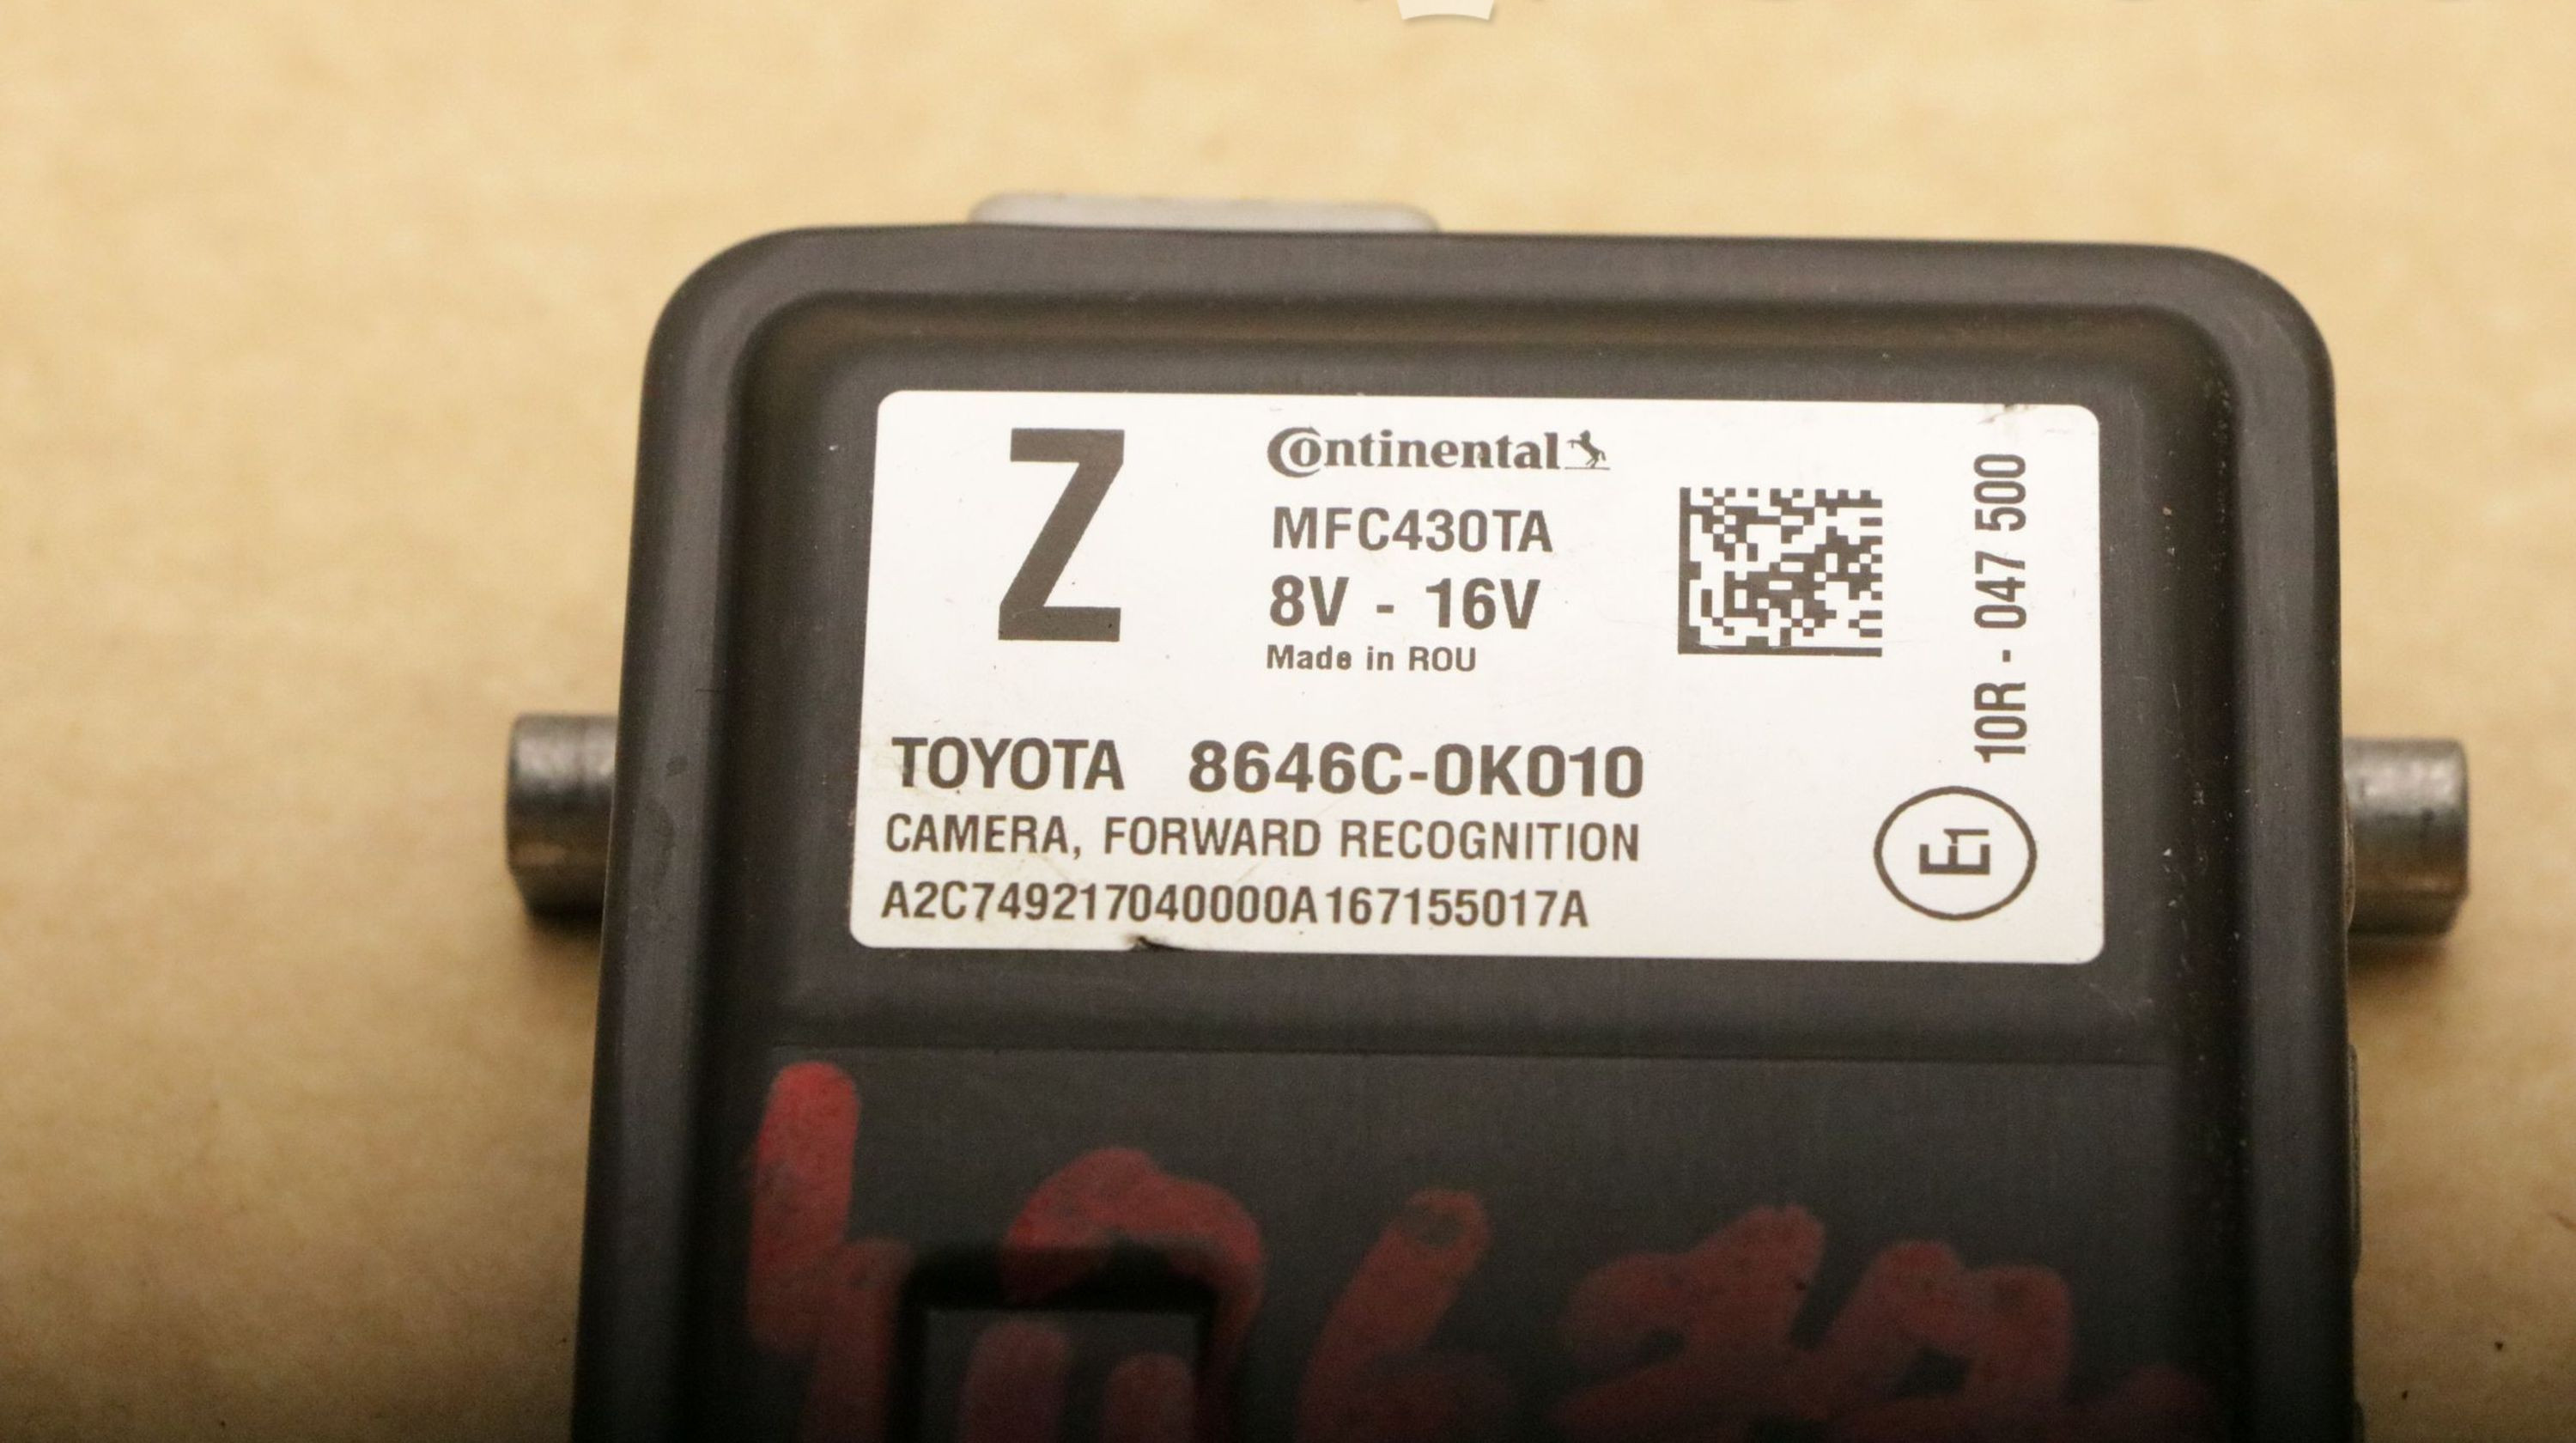 Z
Continental
MFC430TA
8V - 16V
Made in ROU
10R - 047 500
E1
TOYOTA 8646C-0K010
CAMERA, FORWARD RECOGNITION
A2C749217040000A167155017A